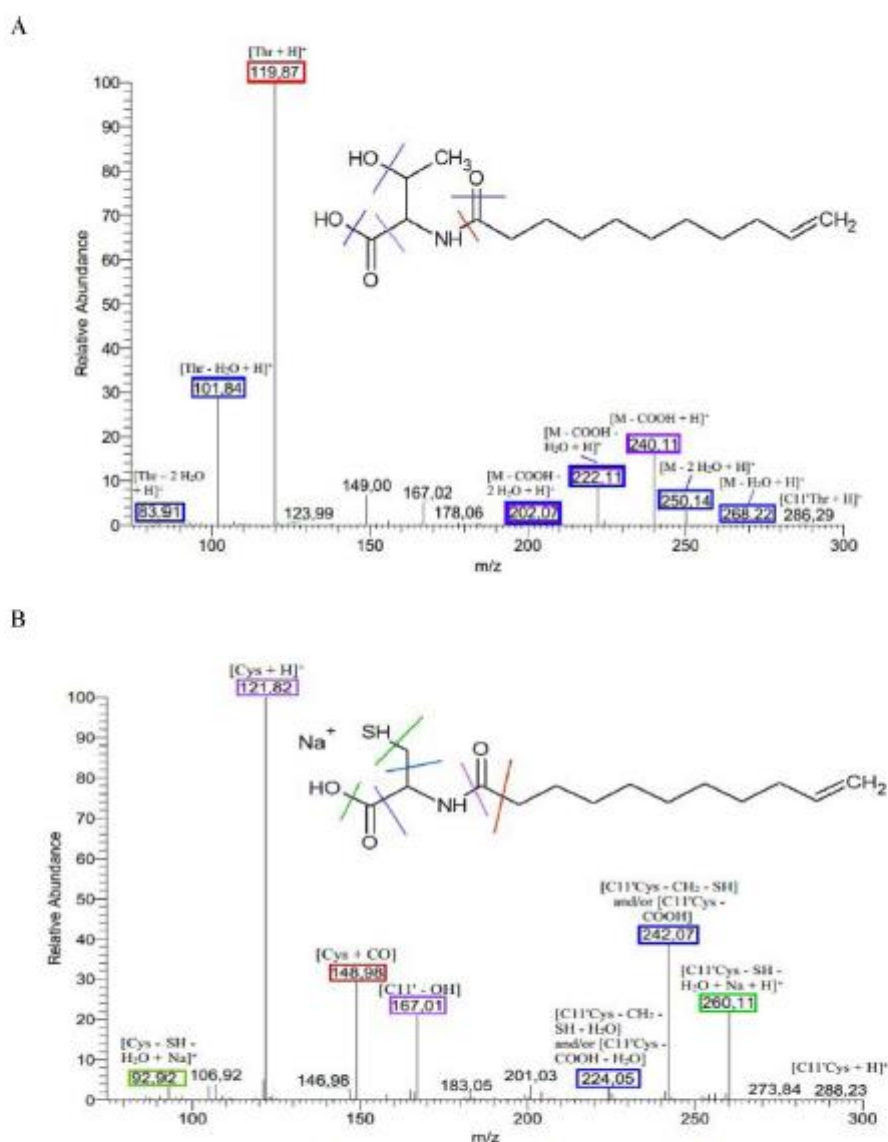 A
[Thr + H]⁺
119,87
100
90
80
70
60
50
40
30
20
10
0
Relative Abundance
HO
CH₃
O
HO
NH
CH₂
O
[Thr - H₂O + H]⁺
101,84
[Thr - 2 H₂O
+ H]⁺
83,91
123,99
149,00
167,02
178,06
[M - COOH -
2 H₂O + H]⁺
202,07
[M - COOH -
H₂O + H]⁺
222,11
[M - COOH + H]⁺
240,11
[M - 2 H₂O + H]⁺
250,14
[M - H₂O + H]⁺
268,22
[C11'Thr + H]⁺
286,29
100 150 200 250 300
m/z
B
[Cys + H]⁺
121,82
100
90
80
70
60
50
40
30
20
10
0
Relative Abundance
Na⁺
SH
O
HO
NH
CH₂
O
[Cys - SH -
H₂O + Na]⁺
92,92
106,92
146,98
[Cys + CO]
148,98
[C11' - OH]
167,01
183,05
201,03
[C11'Cys - CH₂ -
SH - H₂O]
and/or [C11'Cys -
COOH - H₂O]
224,05
[C11'Cys - CH₂ - SH]
and/or [C11'Cys -
COOH]
242,07
[C11'Cys - SH -
H₂O + Na + H]⁺
260,11
273,84
[C11'Cys + H]⁺
288,23
100 150 200 250 300
m/z